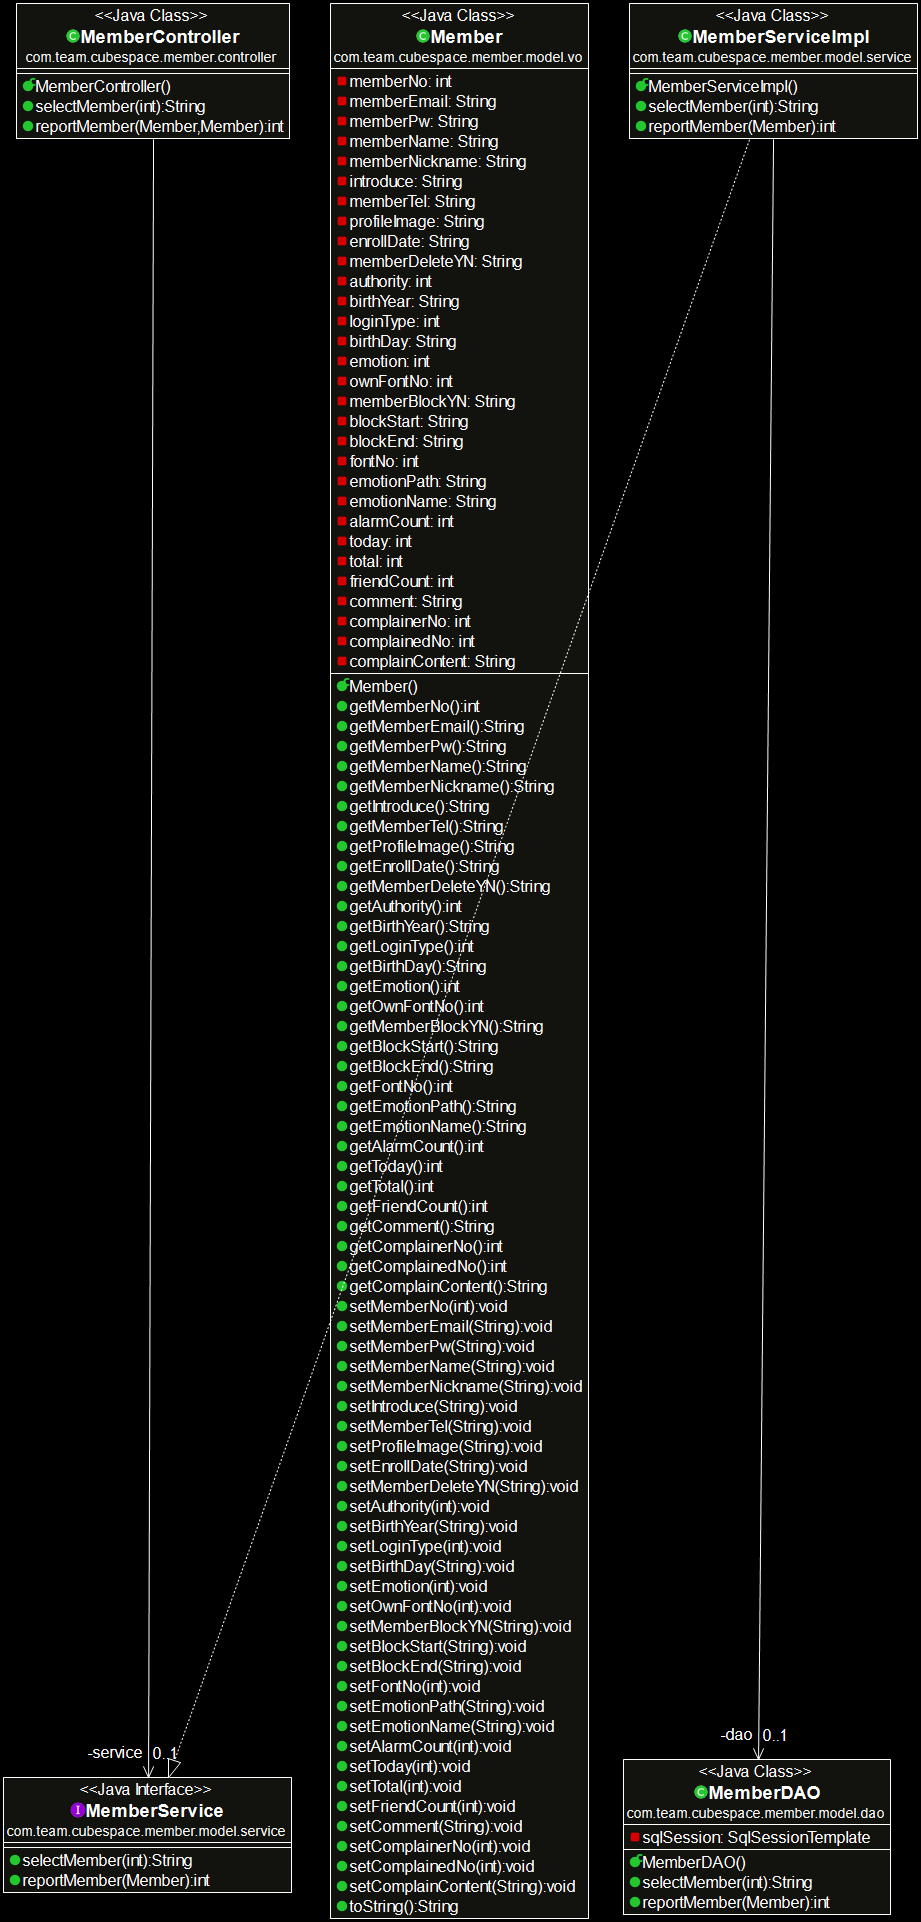 <<Java Class>>
MemberController
com.team.cubespace.member.controller
MemberController()
selectMember(int):String
reportMember(Member,Member):int
<<Java Class>>
Member
com.team.cubespace.member.model.vo
memberNo: int
memberEmail: String
memberPw: String
memberName: String
memberNickname: String
introduce: String
memberTel: String
profileImage: String
enrollDate: String
memberDeleteYN: String
authority: int
birthYear: String
loginType: int
birthDay: String
emotion: int
ownFontNo: int
memberBlockYN: String
blockStart: String
blockEnd: String
fontNo: int
emotionPath: String
emotionName: String
alarmCount: int
today: int
total: int
friendCount: int
comment: String
complainerNo: int
complainedNo: int
complainContent: String
Member()
getMemberNo():int
getMemberEmail():String
getMemberPw():String
getMemberName():String
getMemberNickname():String
getIntroduce():String
getMemberTel():String
getProfileImage():String
getEnrollDate():String
getMemberDeleteYN():String
getAuthority():int
getBirthYear():String
getLoginType():int
getBirthDay():String
getEmotion():int
getOwnFontNo():int
getMemberBlockYN():String
getBlockStart():String
getBlockEnd():String
getFontNo():int
getEmotionPath():String
getEmotionName():String
getAlarmCount():int
getToday():int
getTotal():int
getFriendCount():int
getComment():String
getComplainerNo():int
getComplainedNo():int
getComplainContent():String
setMemberNo(int):void
setMemberEmail(String):void
setMemberPw(String):void
setMemberName(String):void
setMemberNickname(String):void
setIntroduce(String):void
setMemberTel(String):void
setProfileImage(String):void
setEnrollDate(String):void
setMemberDeleteYN(String):void
setAuthority(int):void
setBirthYear(String):void
setLoginType(int):void
setBirthDay(String):void
setEmotion(int):void
setOwnFontNo(int):void
setMemberBlockYN(String):void
setBlockStart(String):void
setBlockEnd(String):void
setFontNo(int):void
setEmotionPath(String):void
setEmotionName(String):void
setAlarmCount(int):void
setToday(int):void
setTotal(int):void
setFriendCount(int):void
setComment(String):void
setComplainerNo(int):void
setComplainedNo(int):void
setComplainContent(String):void
toString():String
<<Java Class>>
MemberServiceImpl
com.team.cubespace.member.model.service
MemberServiceImpl()
selectMember(int):String
reportMember(Member):int
-service 0..1
<<Java Interface>>
MemberService
com.team.cubespace.member.model.service
selectMember(int):String
reportMember(Member):int
-dao 0..1
<<Java Class>>
MemberDAO
com.team.cubespace.member.model.dao
sqlSession: SqlSessionTemplate
MemberDAO()
selectMember(int):String
reportMember(Member):int